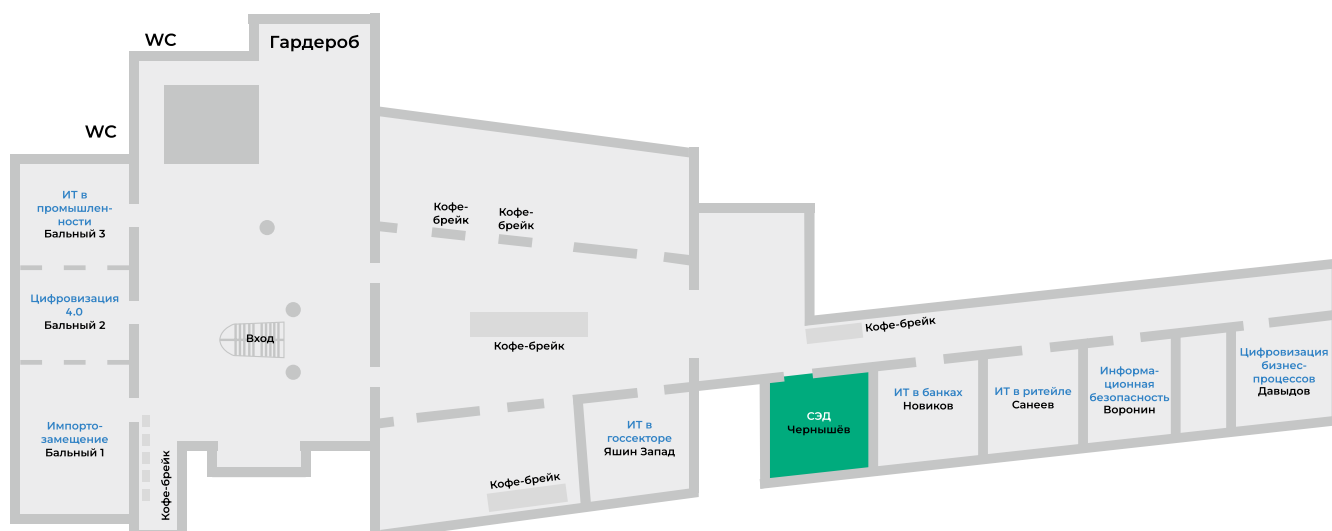 WC
Гардероб
WC
ИТ в
промышлен-
ности
Бальный 3
Цифровизация
4.0
Бальный 2
Импорто-
замещение
Бальный 1
Кофе-брейк
Вход
Кофе-
брейк
Кофе-
брейк
Кофе-брейк
Кофе-брейк
ИТ в
госсекторе
Яшин Запад
Кофе-брейк
СЭД
Чернышёв
ИТ в банках
Новиков
ИТ в ритейле
Санеев
Информа-
ционная
безопасность
Воронин
Цифровизация
бизнес-
процессов
Давыдов